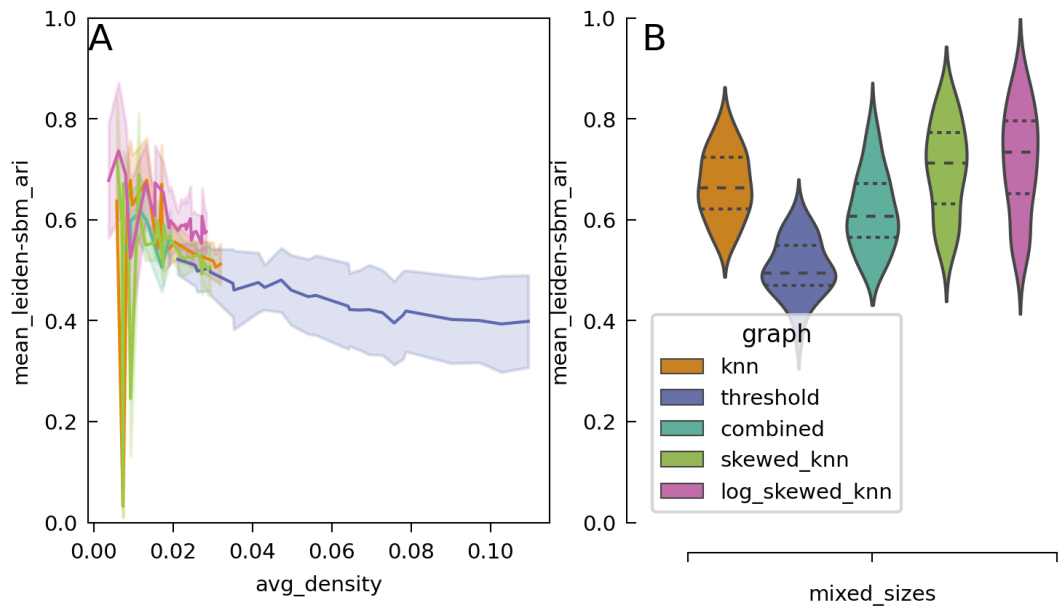 A
1.0
0.8
0.6
0.4
0.2
0.0
mean_leiden-sbm_ari
0.00 0.02 0.04 0.06 0.08 0.10
avg_density
B
1.0
0.8
0.6
0.4
0.2
0.0
mean_leiden-sbm_ari
graph
knn
threshold
combined
skewed_knn
log_skewed_knn
mixed_sizes